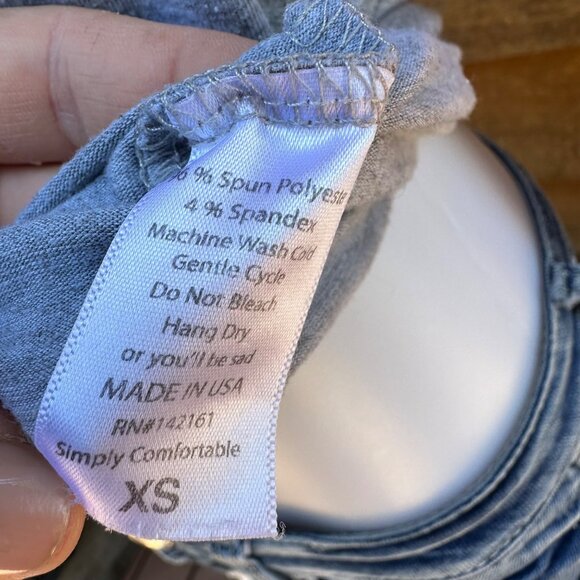 6 % Spun Polyester
4 % Spandex
Machine Wash Cold
Gentle Cycle
Do Not Bleach
Hang Dry
or you'll be sad
MADE IN USA
RN#142161
Simply Comfortable
XS